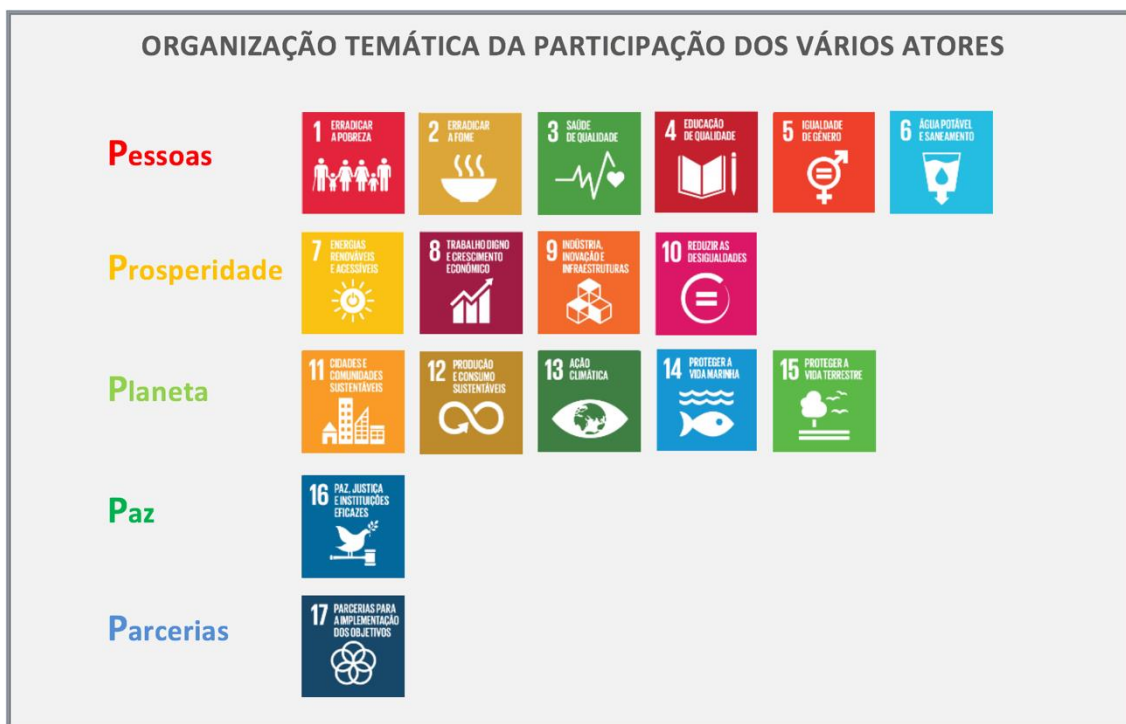 ORGANIZAÇÃO TEMÁTICA DA PARTICIPAÇÃO DOS VÁRIOS ATORES
Pessoas
1 ERRADICAR
A POBREZA
2 ERRADICAR
A FOME
3 SAÚDE
DE QUALIDADE
4 EDUCAÇÃO
DE QUALIDADE
5 IGUALDADE
DE GÉNERO
6 ÁGUA POTÁVEL
E SANEAMENTO
Prosperidade
7 ENERGIAS
RENOVÁVEIS
E ACESSÍVEIS
8 TRABALHO DIGNO
E CRESCIMENTO
ECONÓMICO
9 INDÚSTRIA,
INOVAÇÃO E
INFRAESTRUTURAS
10 REDUZIR AS
DESIGUALDADES
Planeta
11 CIDADES E
COMUNIDADES
SUSTENTÁVEIS
12 PRODUÇÃO
E CONSUMO
SUSTENTÁVEIS
13 AÇÃO
CLIMÁTICA
14 PROTEGER A
VIDA MARINHA
15 PROTEGER A
VIDA TERRESTRE
Paz
16 PAZ, JUSTIÇA
E INSTITUIÇÕES
EFICAZES
Parcerias
17 PARCERIAS PARA
A IMPLEMENTAÇÃO
DOS OBJETIVOS